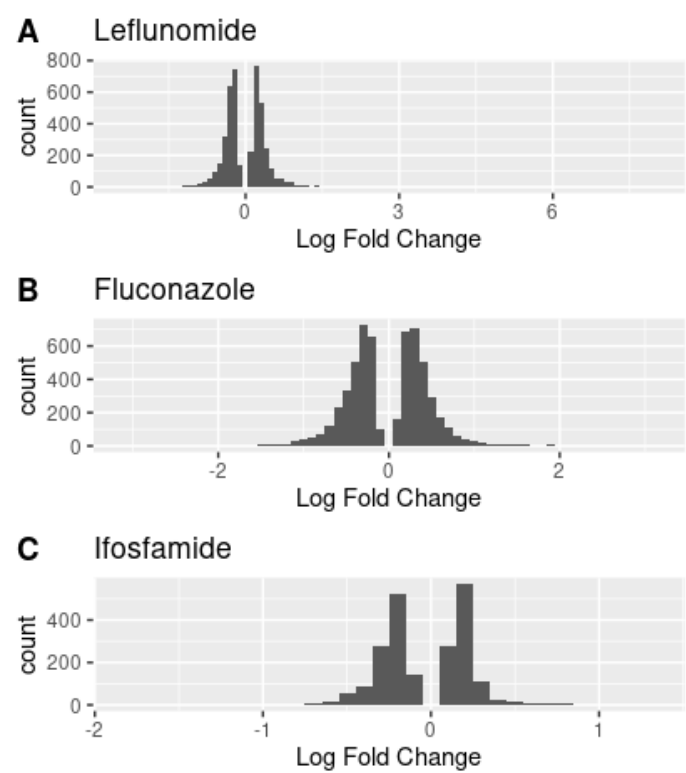 A Leflunomide
800
600
400
200
0
count
0 3 6
Log Fold Change
B Fluconazole
600
400
200
0
count
-2 0 2
Log Fold Change
C Ifosfamide
400
200
0
count
-2 -1 0 1
Log Fold Change